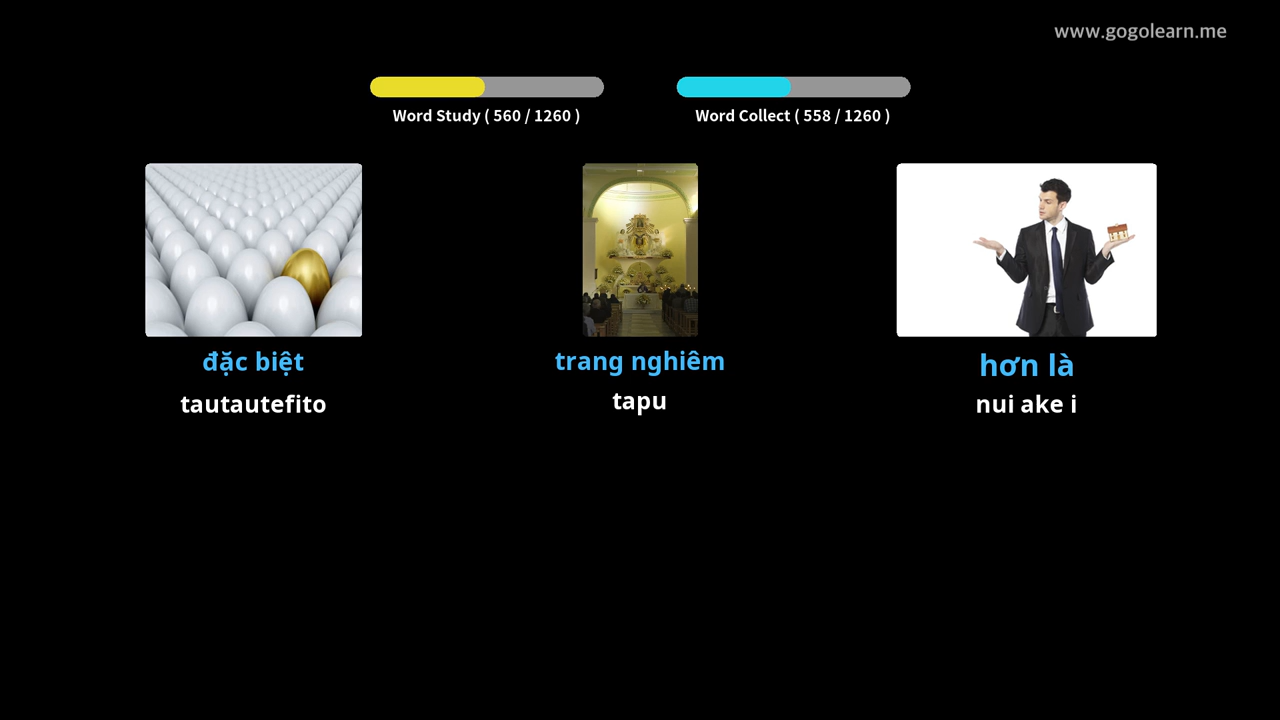 www.gogolearn.me
Word Study ( 560 / 1260 )
Word Collect ( 558 / 1260 )
đặc biệt
trang nghiêm
hơn là
tautautefito
tapu
nui ake i